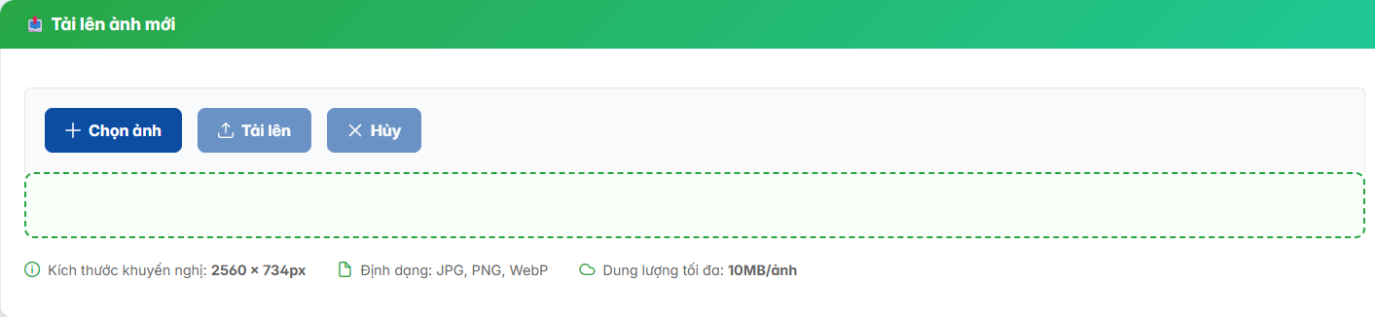 Tải lên ảnh mới
Chọn ảnh Tải lên Hủy
Kích thước khuyến nghị: 2560 × 734px Định dạng: JPG, PNG, WebP Dung lượng tối đa: 10MB/ảnh